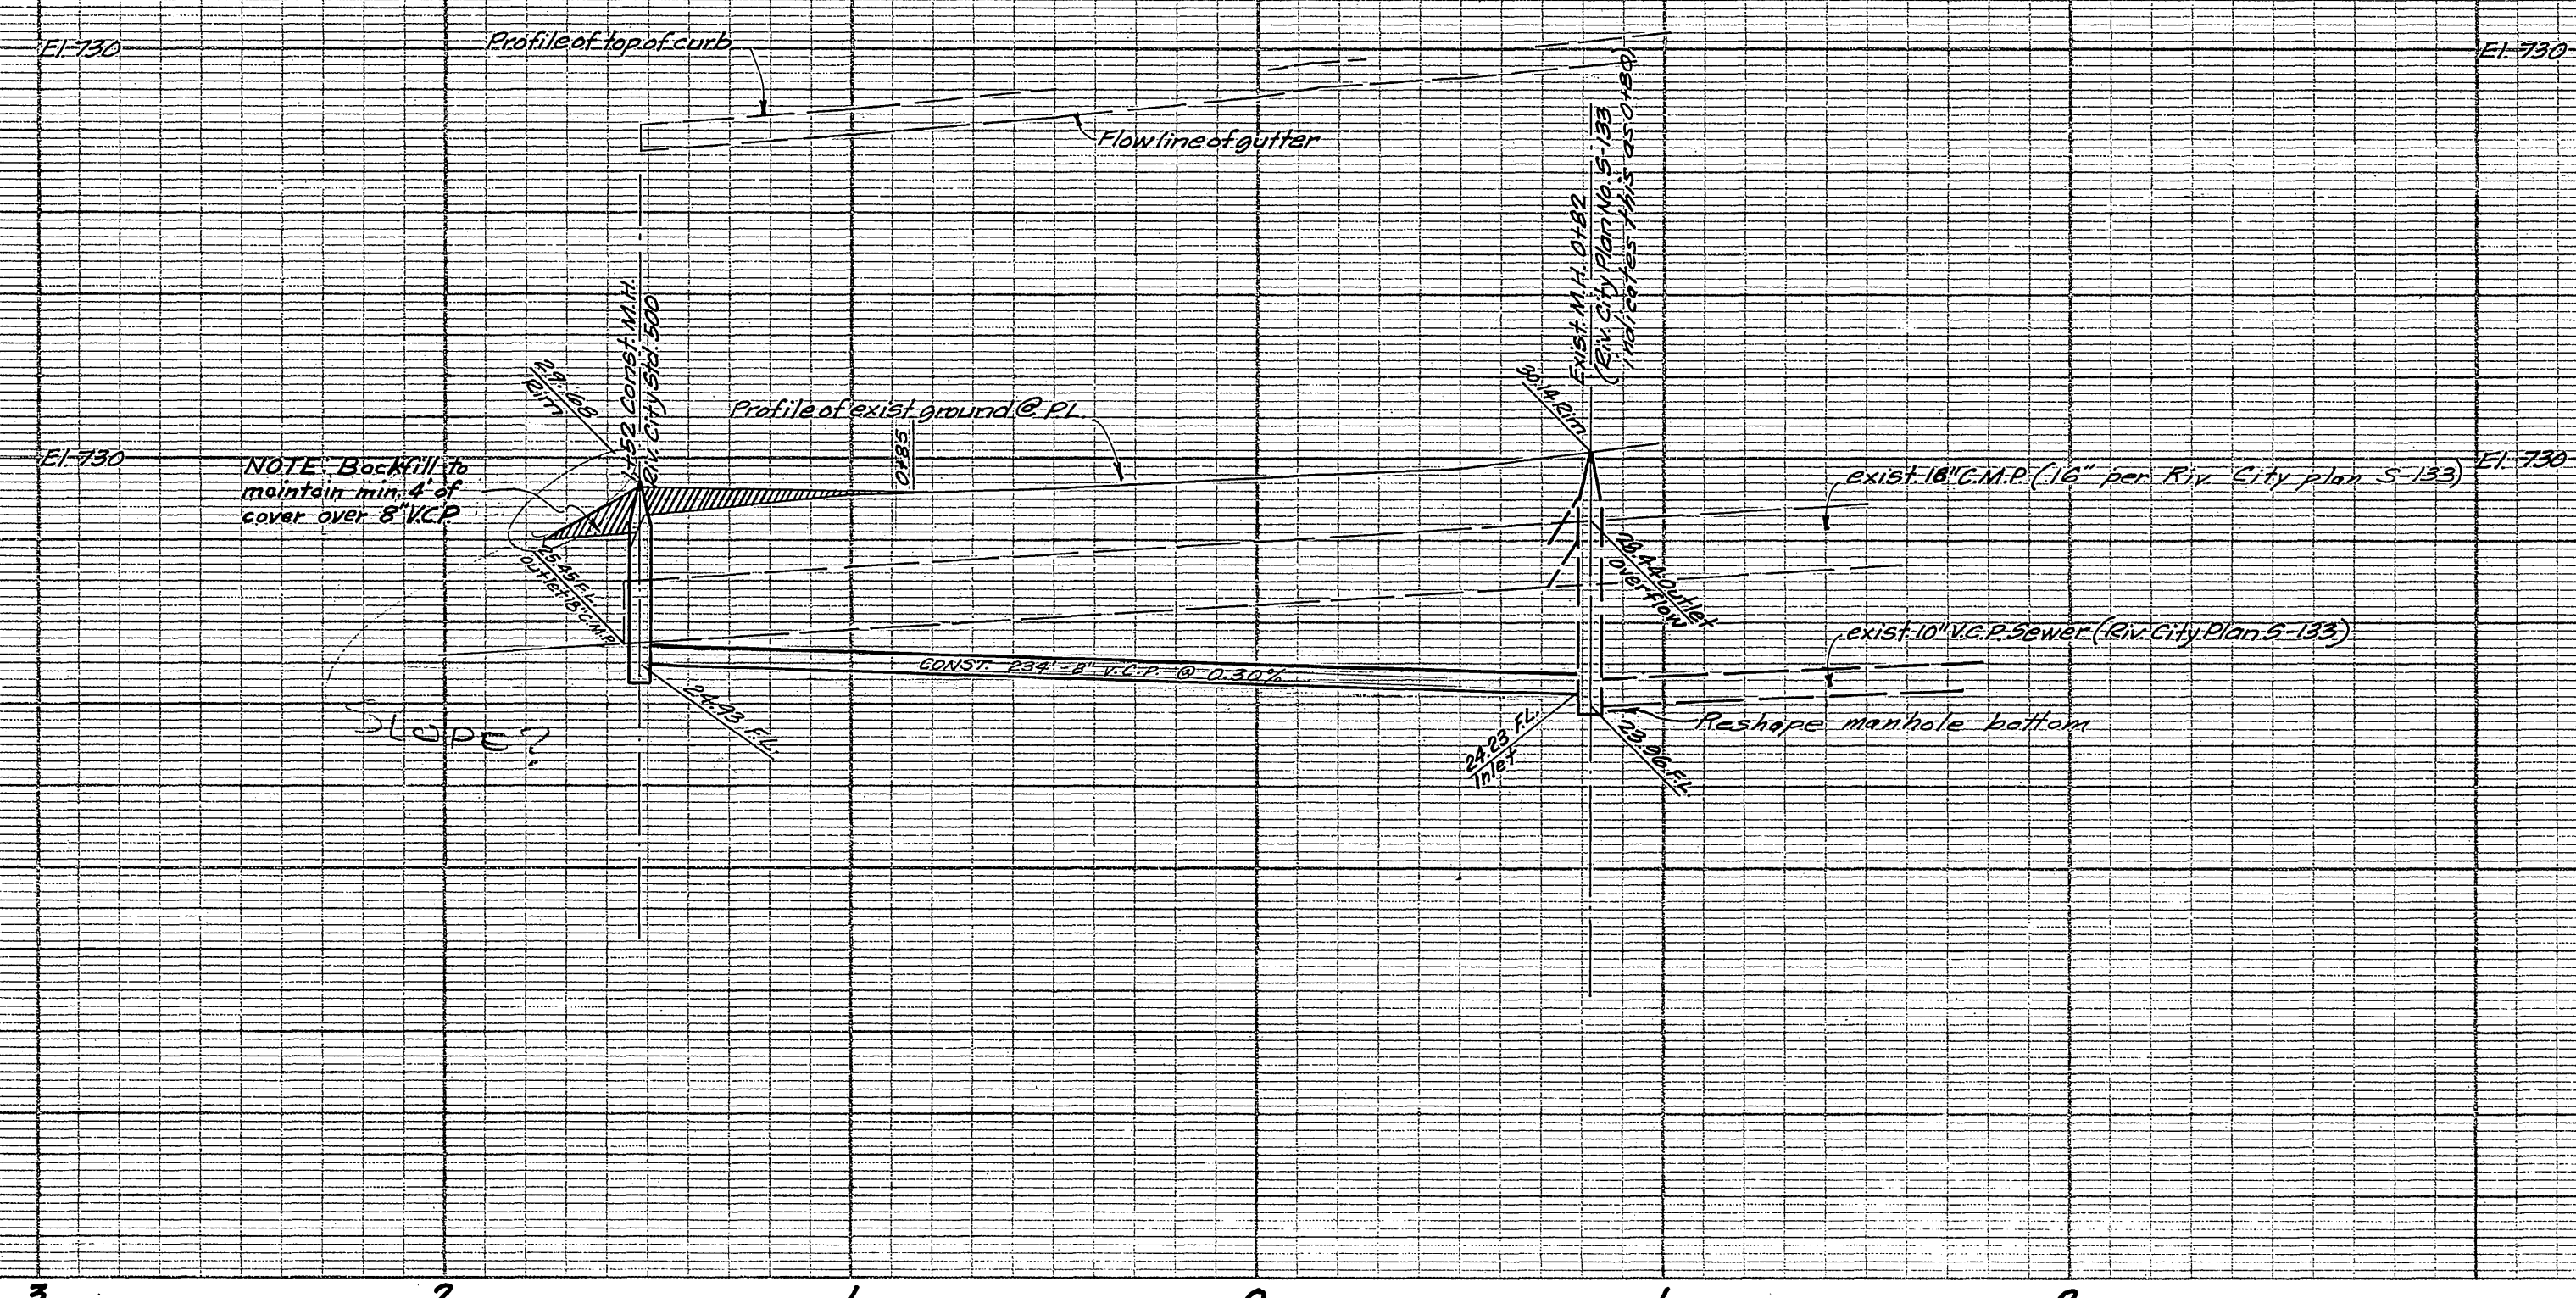 El. 730
Profile of top of curb
El. 730
Flowline of gutter
Exist. M.H. 0+82
(Riv. City Plan No. S-133
indicates this as 0+80)
1+52 Const. M.H.
Riv. City Std. 500
29.68
Rim
30.14 Rim
Profile of exist. ground @ P.L.
0+85
El. 730
El. 730
NOTE: Backfill to
maintain min. 4' of
cover over 8" V.C.P.
exist. 18" C.M.P. (16" per Riv. City plan S-133)
25.45 F.L.
Outlet 18" C.M.P.
28.44 Outlet
Overflow
exist. 10" V.C.P. Sewer (Riv. City Plan S-133)
CONST. 234'-8" V.C.P. @ 0.30%
24.93 F.L.
SLOPE?
Reshape manhole bottom
24.23 F.L.
Inlet
23.96 F.L.
3 2 1 0 1 2